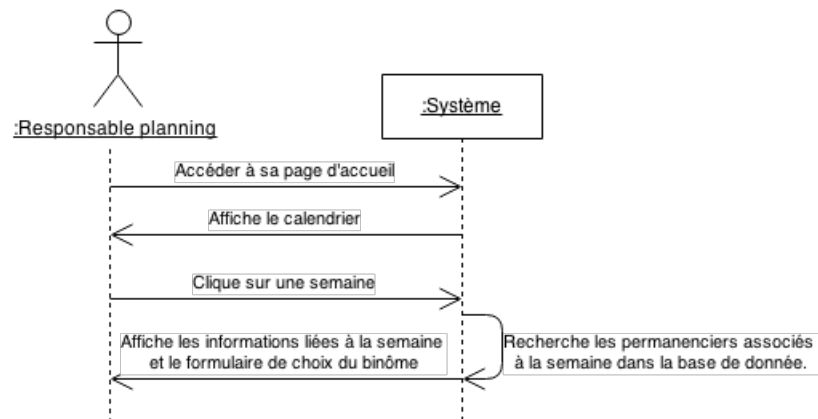 :Responsable planning
:Système
Accéder à sa page d'accueil
Affiche le calendrier
Clique sur une semaine
Affiche les informations liées à la semaine
et le formulaire de choix du binôme
Recherche les permanenciers associés
à la semaine dans la base de donnée.